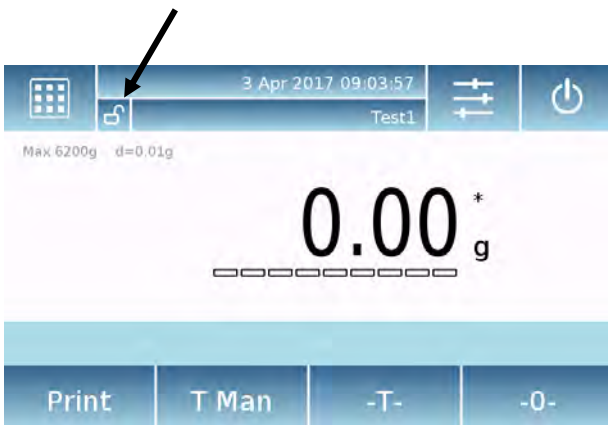 3 Apr 2017 09:03:57
Test1
Max 6200g d=0.01g
0.00 * g
Print T Man -T- -0-